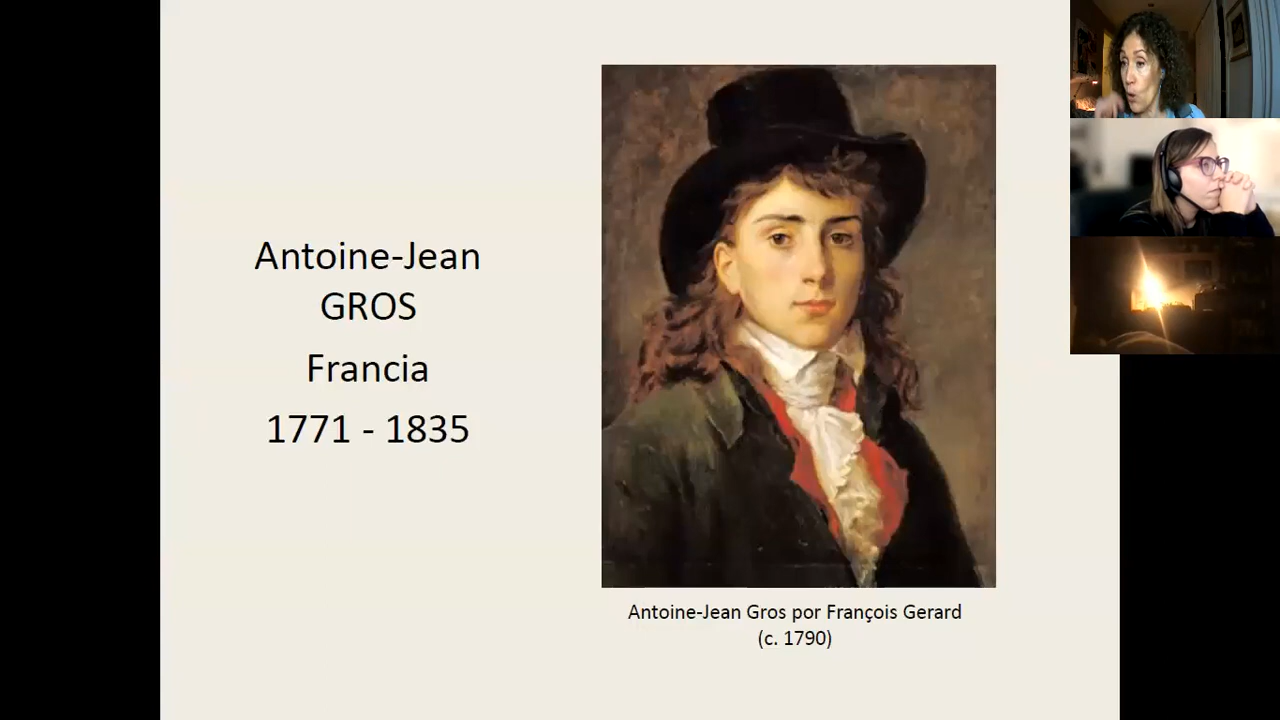 Antoine-Jean
GROS
Francia
1771 - 1835
Antoine-Jean Gros por François Gerard
(c. 1790)